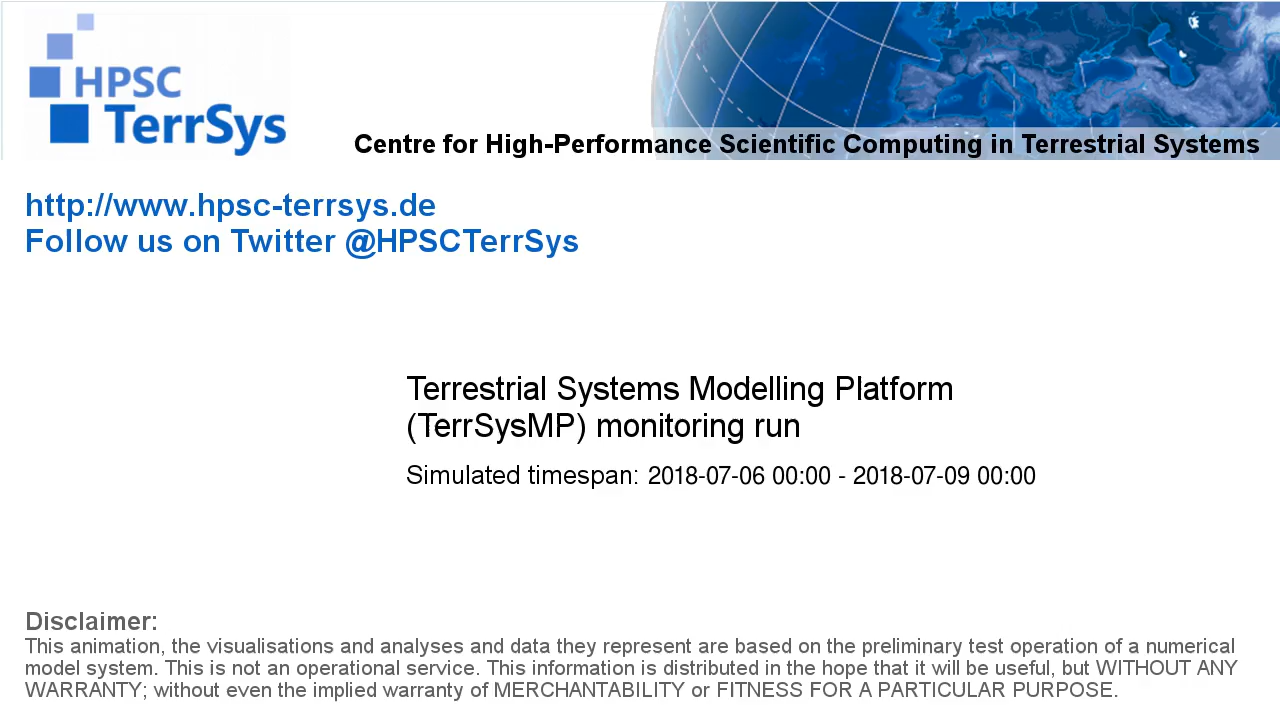 HPSC
TerrSys
Centre for High-Performance Scientific Computing in Terrestrial Systems
http://www.hpsc-terrsys.de
Follow us on Twitter @HPSCTerrSys
Terrestrial Systems Modelling Platform
(TerrSysMP) monitoring run
Simulated timespan: 2018-07-06 00:00 - 2018-07-09 00:00
Disclaimer:
This animation, the visualisations and analyses and data they represent are based on the preliminary test operation of a numerical
model system. This is not an operational service. This information is distributed in the hope that it will be useful, but WITHOUT ANY
WARRANTY; without even the implied warranty of MERCHANTABILITY or FITNESS FOR A PARTICULAR PURPOSE.